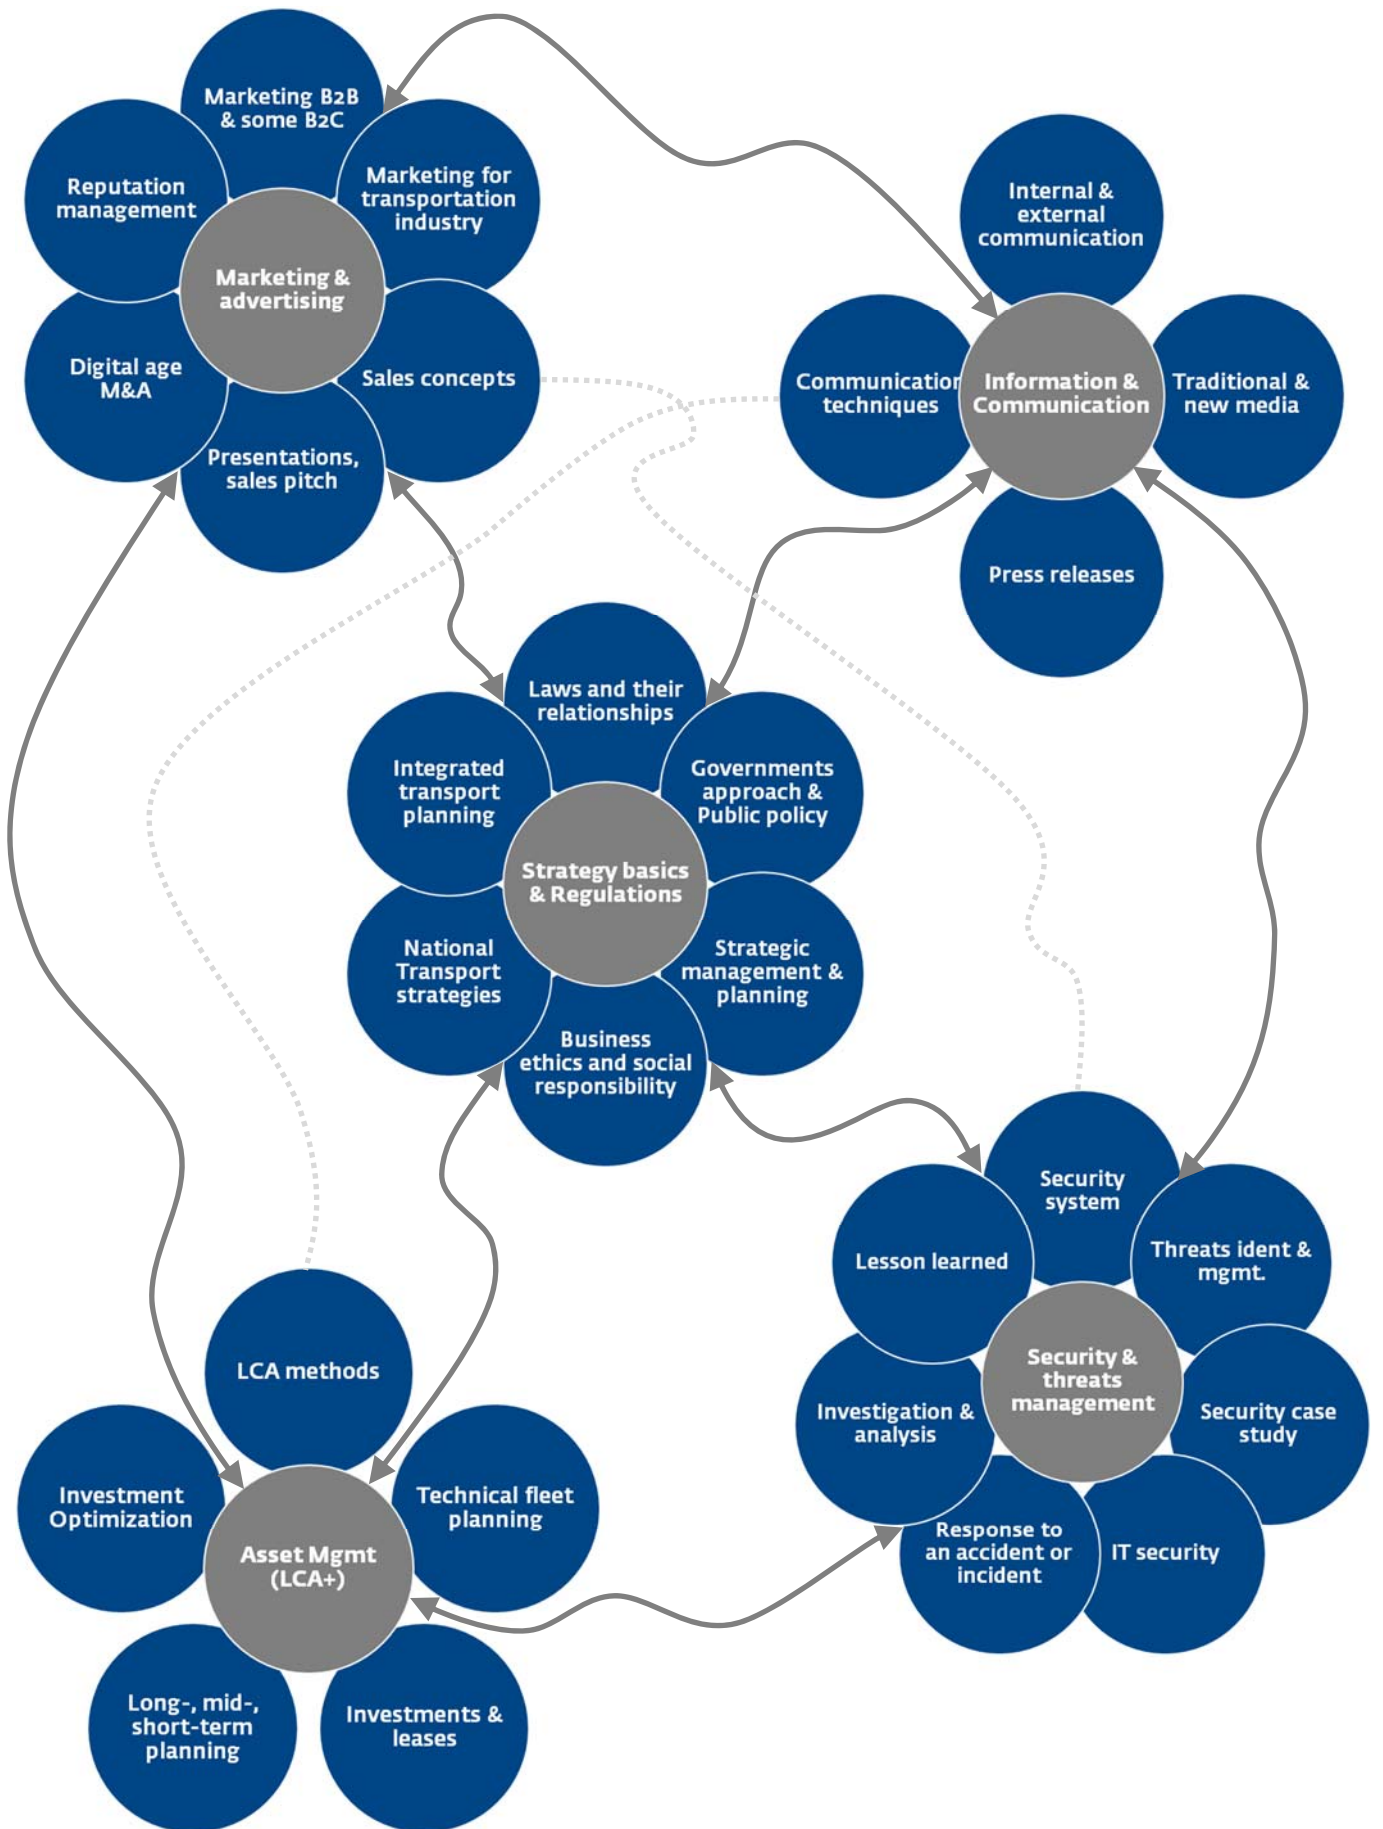 Marketing B2B
& some B2C
Reputation
management
Marketing for
transportation
industry
Marketing &
advertising
Digital age
M&A
Sales concepts
Presentations,
sales pitch
Internal &
external
communication
Communication
techniques
Information &
Communication
Traditional &
new media
Press releases
Laws and their
relationships
Integrated
transport
planning
Governments
approach &
Public policy
Strategy basics
& Regulations
National
Transport
strategies
Strategic
management &
planning
Business
ethics and social
responsibility
Security
system
Lesson learned
Threats ident &
mgmt.
Security &
threats
management
Investigation &
analysis
Security case
study
Response to
an accident or
incident
IT security
LCA methods
Investment
Optimization
Technical fleet
planning
Asset Mgmt
(LCA+)
Long-, mid-,
short-term
planning
Investments &
leases